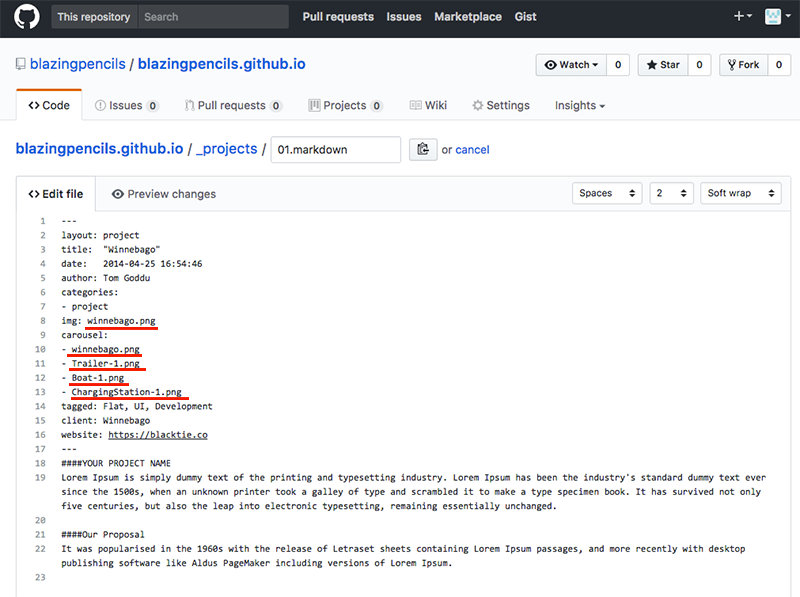 This repository Search Pull requests Issues Marketplace Gist
blazingpencils / blazingpencils.github.io Watch 0 Star 0 Fork 0
Code Issues 0 Pull requests 0 Projects 0 Wiki Settings Insights
blazingpencils.github.io / _projects / 01.markdown or cancel
Edit file Preview changes Spaces 2 Soft wrap
1 ---
2 layout: project
3 title: "Winnebago"
4 date: 2014-04-25 16:54:46
5 author: Tom Goddu
6 categories:
7 - project
8 img: winnebago.png
9 carousel:
10 - winnebago.png
11 - Trailer-1.png
12 - Boat-1.png
13 - ChargingStation-1.png
14 tagged: Flat, UI, Development
15 client: Winnebago
16 website: https://blacktie.co
17 ---
18 ####YOUR PROJECT NAME
19 Lorem Ipsum is simply dummy text of the printing and typesetting industry. Lorem Ipsum has been the industry's standard dummy text ever
since the 1500s, when an unknown printer took a galley of type and scrambled it to make a type specimen book. It has survived not only
five centuries, but also the leap into electronic typesetting, remaining essentially unchanged.
20
21 ####Our Proposal
22 It was popularised in the 1960s with the release of Letraset sheets containing Lorem Ipsum passages, and more recently with desktop
publishing software like Aldus PageMaker including versions of Lorem Ipsum.
23